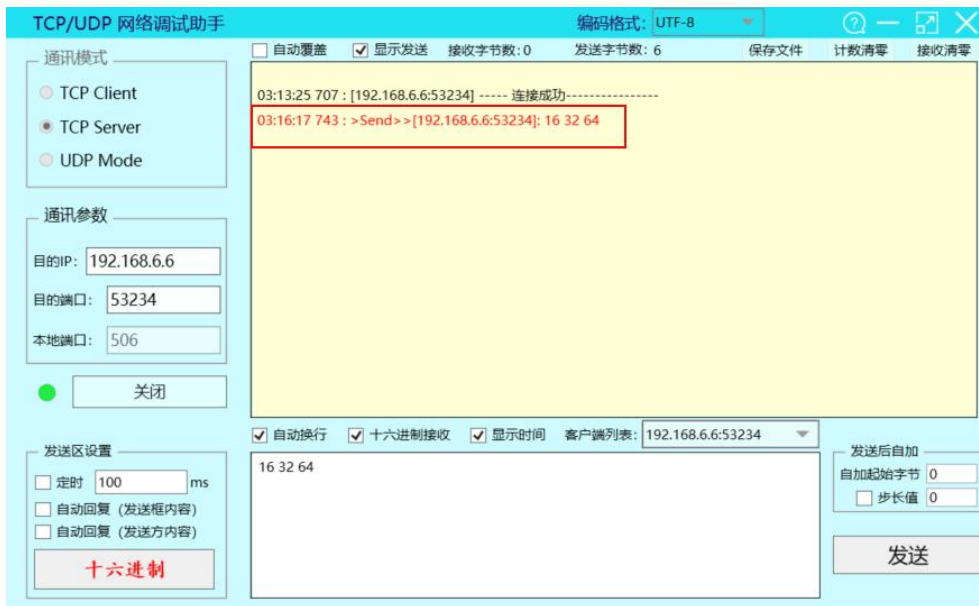 TCP/UDP 网络调试助手 编码格式: UTF-8
自动覆盖 显示发送 接收字节数:0 发送字节数: 6 保存文件 计数清零 接收清零
通讯模式
TCP Client
TCP Server
UDP Mode
03:13:25 707 : [192.168.6.6:53234] ----- 连接成功----------------
03:16:17 743 : >Send>>[192.168.6.6:53234]: 16 32 64
通讯参数
目的IP: 192.168.6.6
目的端口: 53234
本地端口: 506
关闭
自动换行 十六进制接收 显示时间 客户端列表: 192.168.6.6:53234
发送区设置
定时 100 ms
自动回复 (发送框内容)
自动回复 (发送方内容)
十六进制
16 32 64
发送后自加
自加起始字节 0
步长值 0
发送